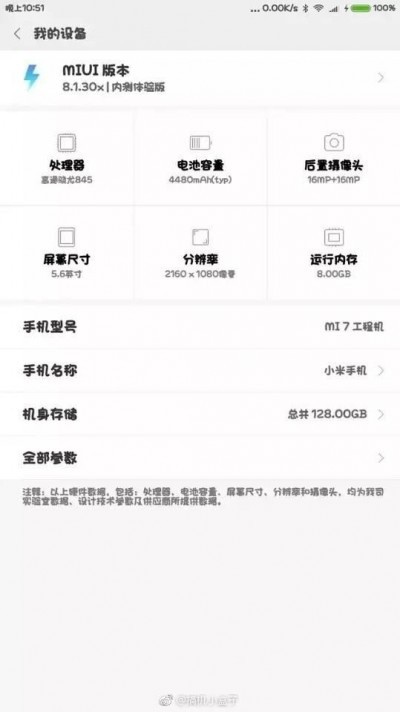 晚上10:51
...0.00K/s
100%
我的设备
MIUI 版本
8.1.30x | 内测体验版
处理器
电池容量
后置摄像头
高通骁龙845
4480mAh(typ)
16MP+16MP
屏幕尺寸
分辨率
运行内存
5.6英寸
2160 x 1080像素
8.00GB
手机型号
MI 7 工程机
手机名称
小米手机
机身存储
总共 128.00GB
全部参数
注释：以上硬件数据，包括：处理器、电池容量、屏幕尺寸、分辨率和摄像头，均为我司
实验室数据、设计技术参数及供应商所提供数据。